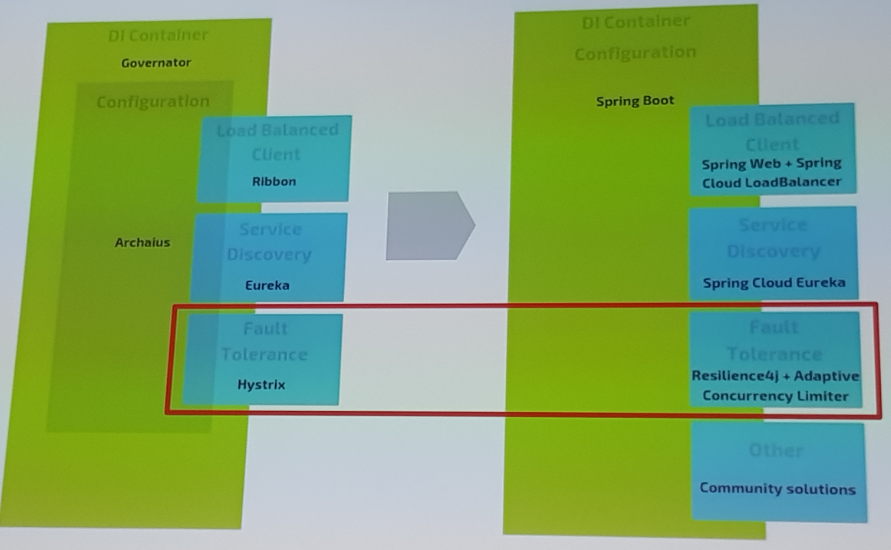 DI Container
Governator
Configuration
Archaius
Load Balanced
Client
Ribbon
Service
Discovery
Eureka
Fault
Tolerance
Hystrix
DI Container
Configuration
Spring Boot
Load Balanced
Client
Spring Web + Spring
Cloud LoadBalancer
Service
Discovery
Spring Cloud Eureka
Fault
Tolerance
Resilience4j + Adaptive
Concurrency Limiter
Other
Community solutions